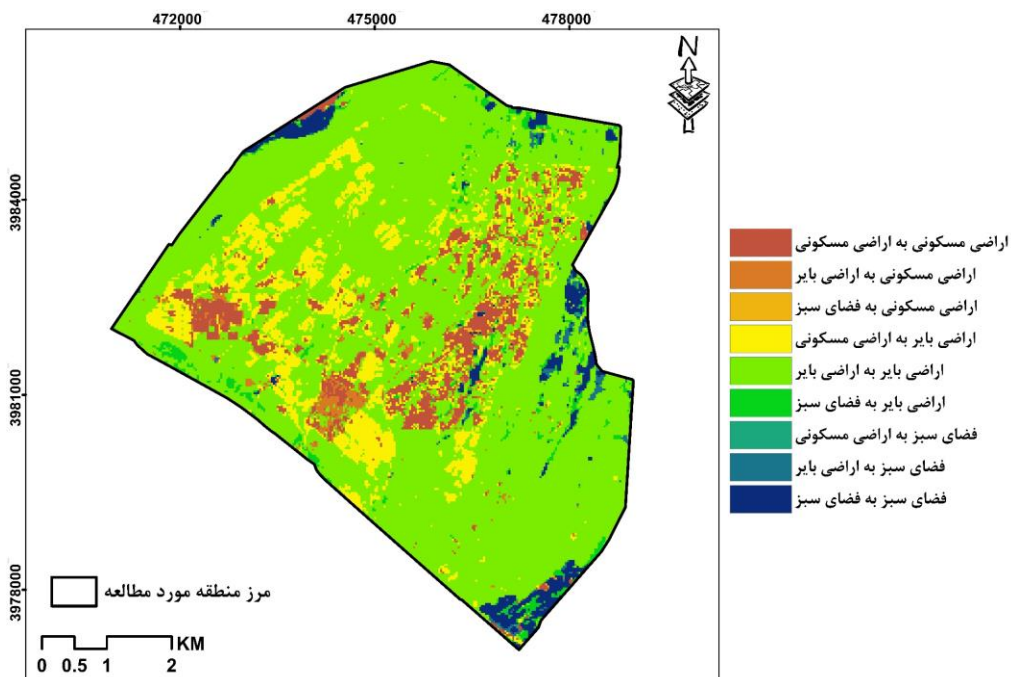 472000
475000
478000
N
3984000
3981000
3978000
اراضی مسکونی به اراضی مسکونی
اراضی مسکونی به اراضی بایر
اراضی مسکونی به فضای سبز
اراضی بایر به اراضی مسکونی
اراضی بایر به اراضی بایر
اراضی بایر به فضای سبز
فضای سبز به اراضی مسکونی
فضای سبز به اراضی بایر
فضای سبز به فضای سبز
مرز منطقه مورد مطالعه
KM
0 0.5 1 2